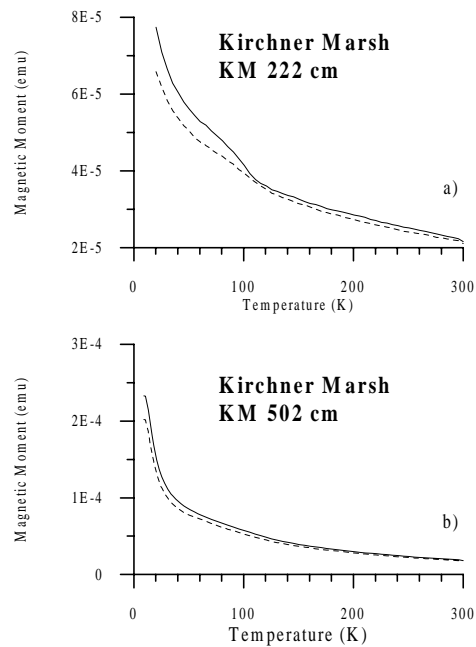 8E-5
Kirchner Marsh
KM 222 cm
6E-5
Magnetic Moment (emu)
4E-5
a)
2E-5
0 100 200 300
Temperature (K)
3E-4
Kirchner Marsh
KM 502 cm
2E-4
Magnetic Moment (emu)
1E-4
b)
0
0 100 200 300
Temperature (K)